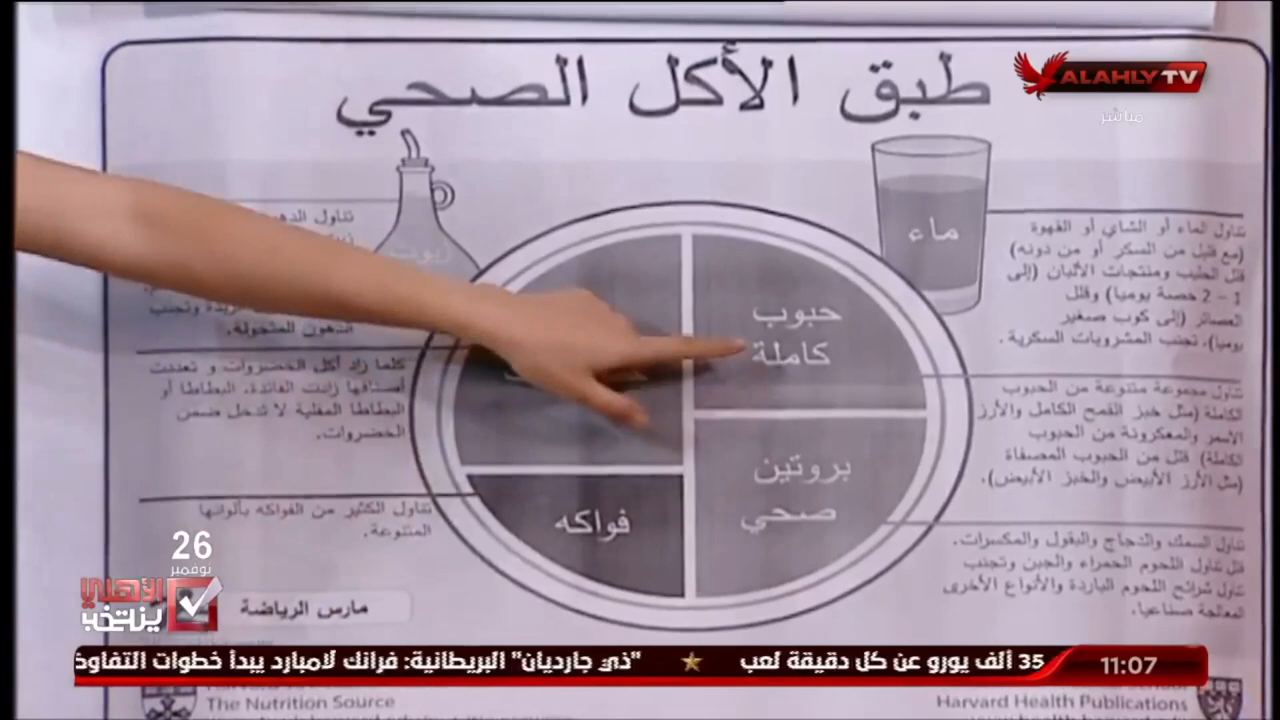 طبق الأكل الصحي
ALAHLY TV
مباشر
ماء
زيوت
تناول الماء أو الشاي أو القهوة
(مع قليل من السكر أو من دونه)
قلل الحليب ومنتجات الألبان (إلى
1 - 2 حصة يوميا) وقلل
العصائر (إلى كوب صغير
يوميا)، تجنب المشروبات السكرية.
تناول
الدهون المتحولة.
حبوب
كاملة
كلما زاد أكل الخضروات و تعددت
أصنافها زادت الفائدة. البطاطا أو
البطاطا المقلية لا تدخل ضمن
الخضروات.
تناول مجموعة متنوعة من الحبوب
الكاملة (مثل خبز القمح الكامل والأرز
الأسمر والمعكرونة من الحبوب
الكاملة) قلل من الحبوب المصفاة
(مثل الأرز الأبيض والخبز الأبيض).
بروتين
صحي
فواكه
تناول الكثير من الفواكه بألوانها
المتنوعة.
تناول السمك والدجاج والبقول والمكسرات.
قلل تناول اللحوم الحمراء والجبن وتجنب
تناول شرائح اللحوم الباردة والأنواع الأخرى
المعالجة صناعيا.
26
نوفمبر
الأهلي
ينتخب
مارس الرياضة
35 ألف يورو عن كل دقيقة لعب ★ "ذي جارديان" البريطانية: فرانك لامبارد يبدأ خطوات التفاوض
11:07
The Nutrition Source
Harvard Health Publications